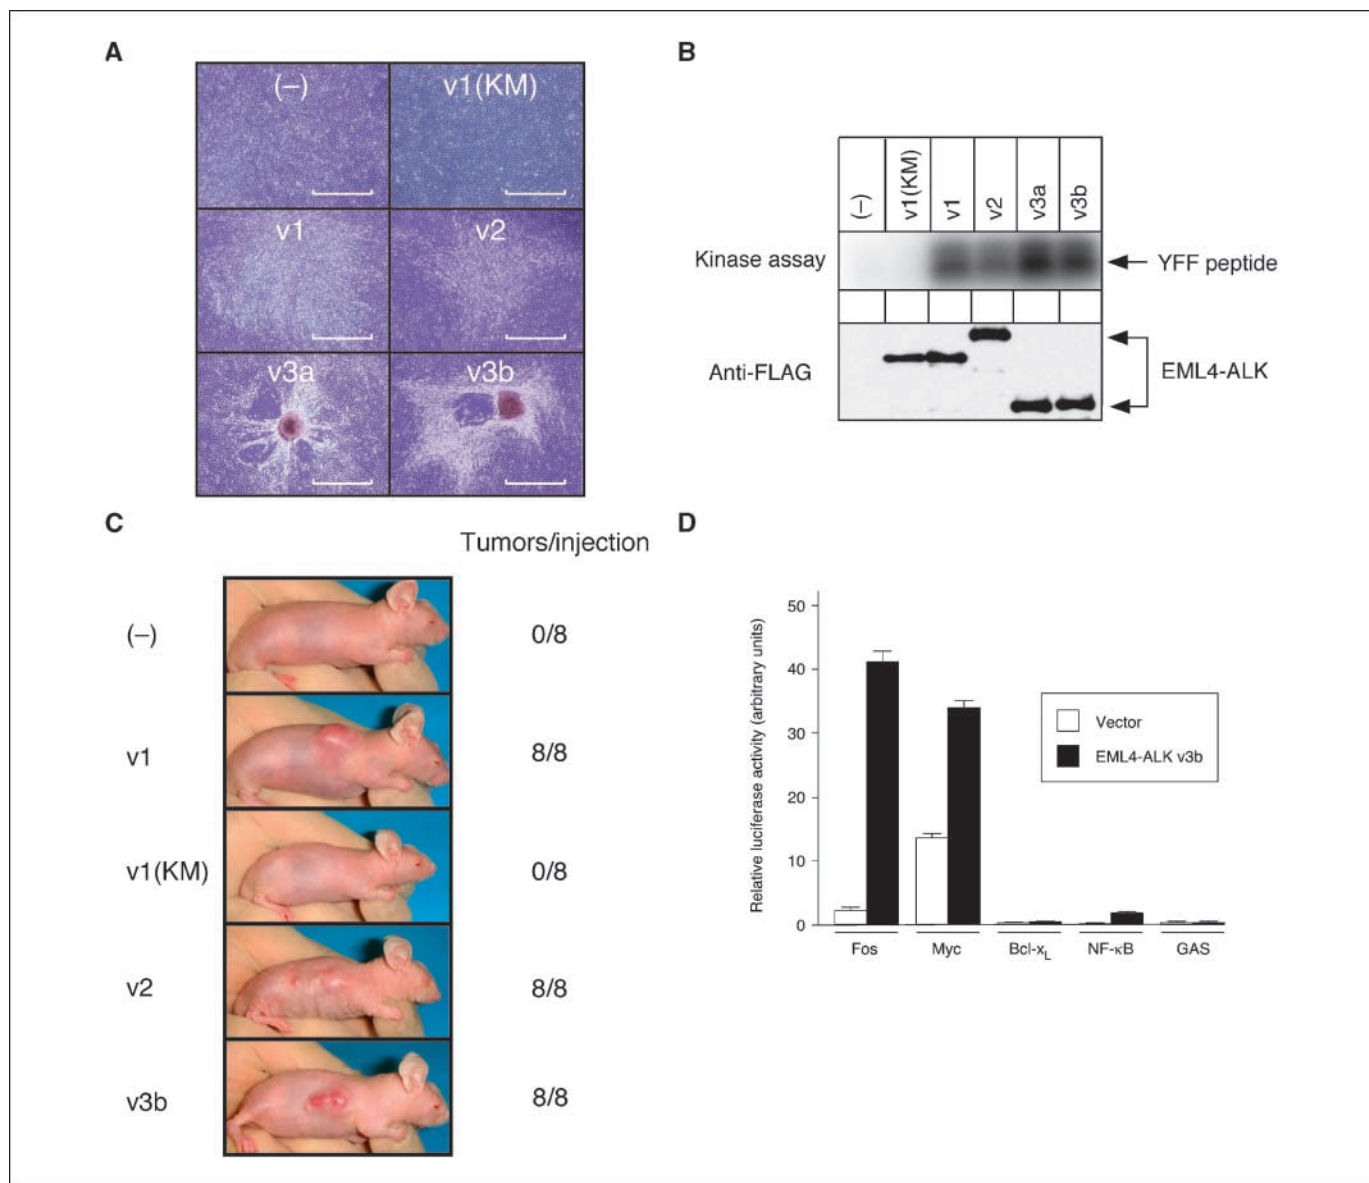 A
(–)
v1(KM)
v1
v2
v3a
v3b
B
(–)
v1(KM)
v1
v2
v3a
v3b
Kinase assay
YFF peptide
Anti-FLAG
EML4-ALK
C
Tumors/injection
(–)
0/8
v1
8/8
v1(KM)
0/8
v2
8/8
v3b
8/8
D
Relative luciferase activity (arbitrary units)
50
40
30
20
10
0
Vector
EML4-ALK v3b
Fos
Myc
Bcl-xL
NF-κB
GAS